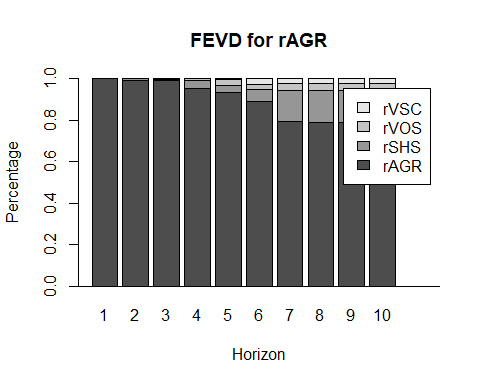 FEVD for rAGR
Percentage
1.0
0.8
0.6
0.4
0.2
0.0
rVSC
rVOS
rSHS
rAGR
1 2 3 4 5 6 7 8 9 10
Horizon